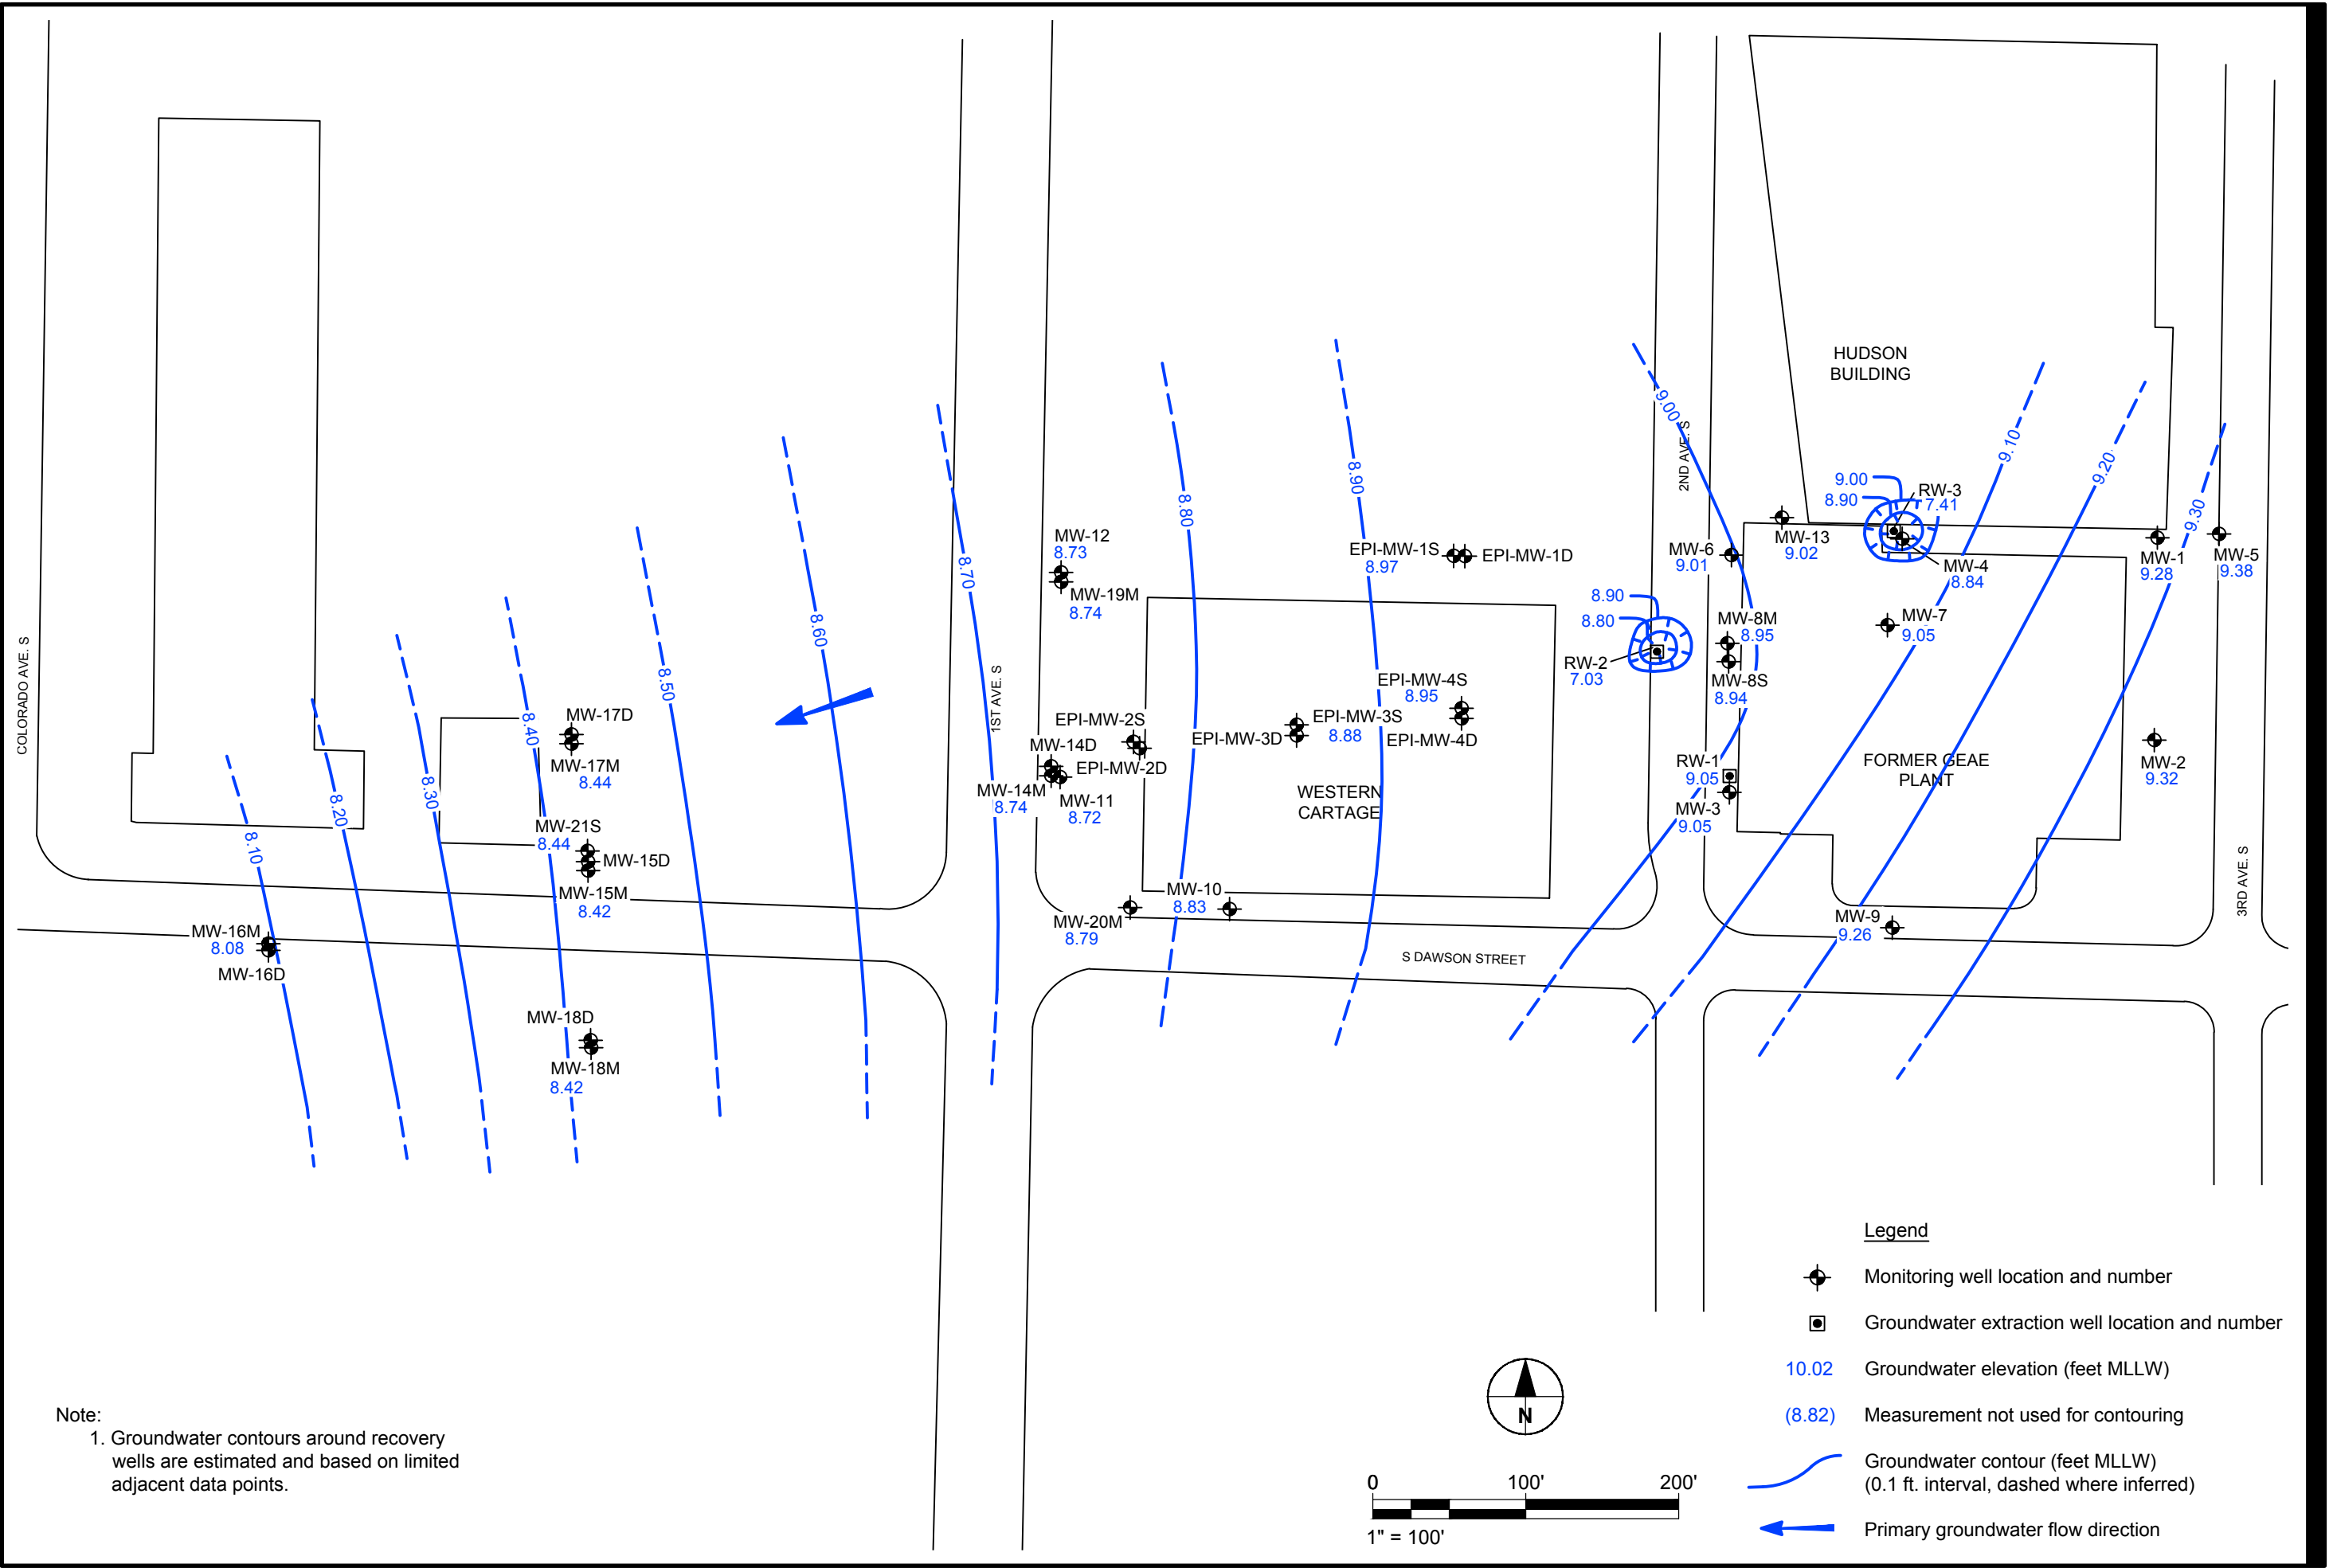 HUDSON
BUILDING
9.00
8.80
8.90
9.10
9.20
9.30
8.70
2ND AVE. S
9.00
8.90
RW-3
7.41
MW-12
8.73
MW-19M
8.74
EPI-MW-1S
8.97
EPI-MW-1D
MW-6
9.01
MW-13
9.02
MW-4
8.84
MW-1
9.28
MW-5
9.38
8.90
8.80
RW-2
7.03
MW-8M
8.95
MW-8S
8.94
MW-7
9.05
8.60
8.50
8.40
8.30
8.20
8.10
COLORADO AVE. S
1ST AVE. S
MW-17D
MW-17M
8.44
EPI-MW-2S
MW-14D
EPI-MW-2D
MW-14M
8.74
MW-11
8.72
EPI-MW-3S
8.88
EPI-MW-3D
EPI-MW-4S
8.95
EPI-MW-4D
WESTERN
CARTAGE
RW-1
9.05
MW-3
9.05
FORMER GEAE
PLANT
MW-2
9.32
MW-21S
8.44
MW-15D
MW-15M
8.42
MW-16M
8.08
MW-16D
MW-20M
8.79
MW-10
8.83
MW-9
9.26
S DAWSON STREET
3RD AVE. S
MW-18D
MW-18M
8.42
Legend
Monitoring well location and number
Groundwater extraction well location and number
10.02 Groundwater elevation (feet MLLW)
(8.82) Measurement not used for contouring
Groundwater contour (feet MLLW)
(0.1 ft. interval, dashed where inferred)
Primary groundwater flow direction
N
0 100' 200'
1" = 100'
Note:
1. Groundwater contours around recovery
wells are estimated and based on limited
adjacent data points.